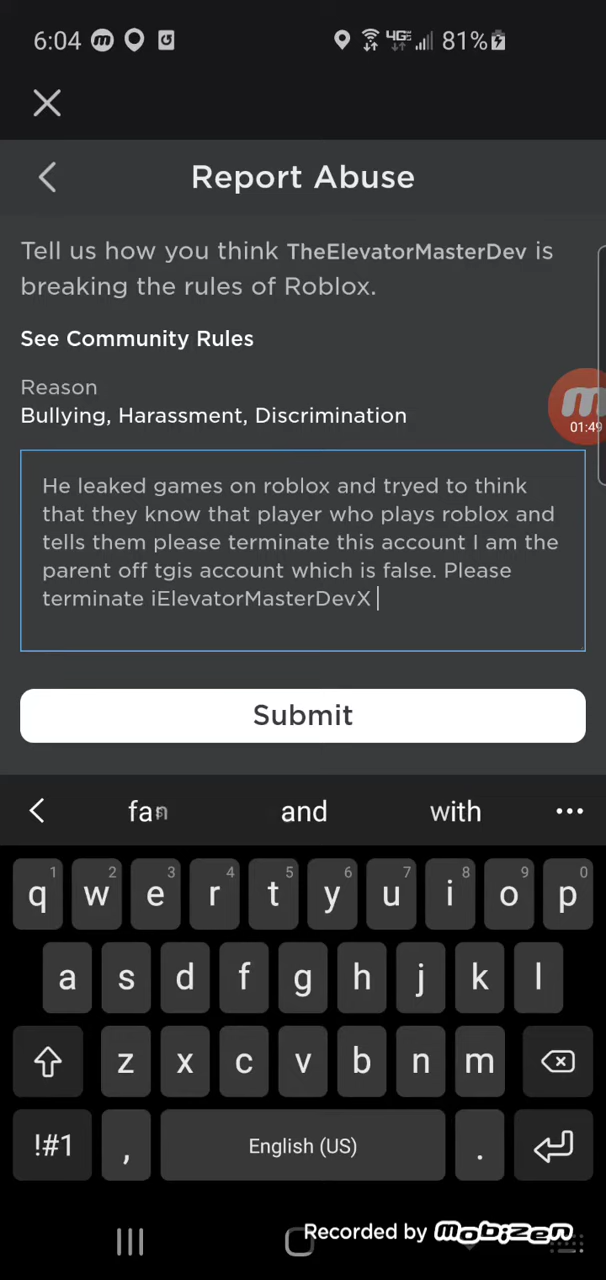 6:04 81%
Report Abuse
Tell us how you think TheElevatorMasterDev is
breaking the rules of Roblox.
See Community Rules
Reason
Bullying, Harassment, Discrimination
01:49
He leaked games on roblox and tryed to think
that they know that player who plays roblox and
tells them please terminate this account I am the
parent off tgis account which is false. Please
terminate iElevatorMasterDevX
Submit
and with •••
1 2 3 4 5 6 7 8 9 0
q w e r t y u i o p
a s d f g h j k l
z x c v b n m
!#1 , English (US) .
Recorded by mobizen